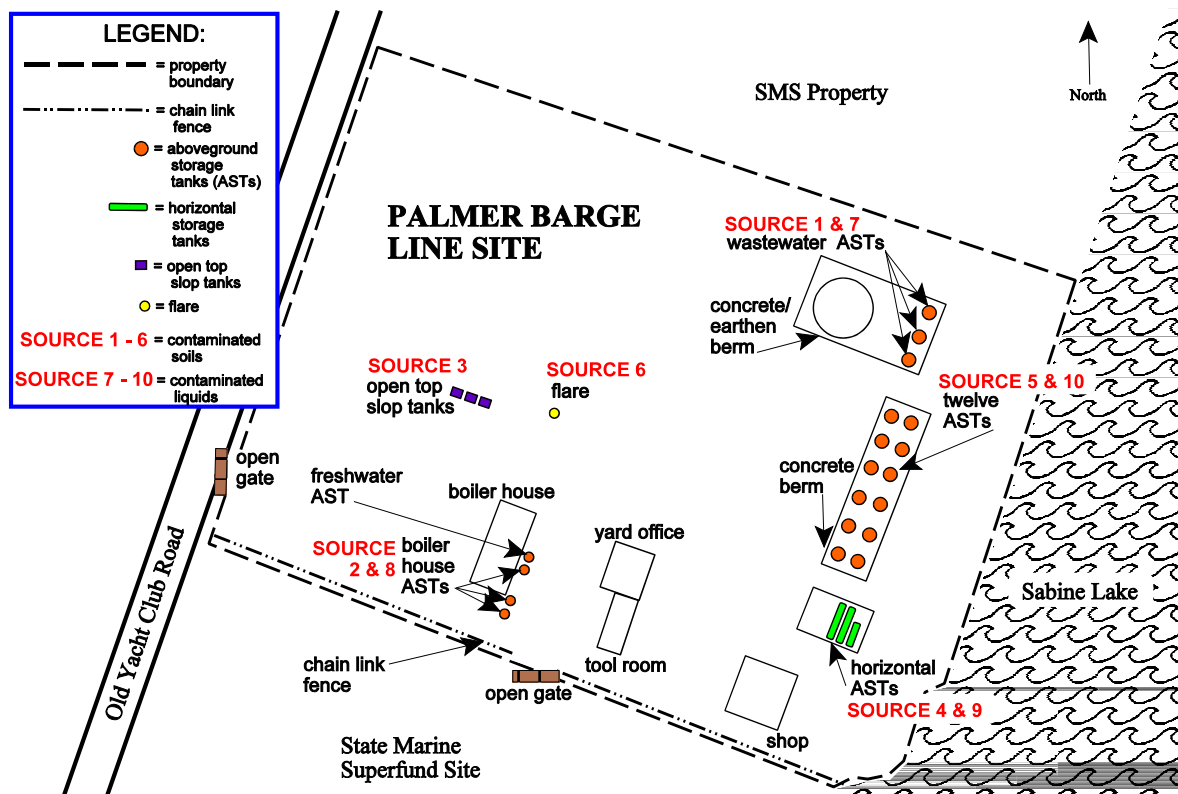 LEGEND:
= property
boundary
= chain link
fence
= aboveground
storage
tanks (ASTs)
= horizontal
storage
tanks
= open top
slop tanks
= flare
SOURCE 1 - 6 = contaminated
soils
SOURCE 7 - 10 = contaminated
liquids
North
SMS Property
PALMER BARGE
LINE SITE
SOURCE 1 & 7
wastewater ASTs
concrete/
earthen
berm
SOURCE 3
open top
slop tanks
SOURCE 6
flare
SOURCE 5 & 10
twelve
ASTs
concrete
berm
open
gate
freshwater
AST
boiler house
SOURCE
2 & 8
boiler
house
ASTs
yard office
tool room
Sabine Lake
Old Yacht Club Road
chain link
fence
open gate
horizontal
ASTs
SOURCE 4 & 9
shop
State Marine
Superfund Site